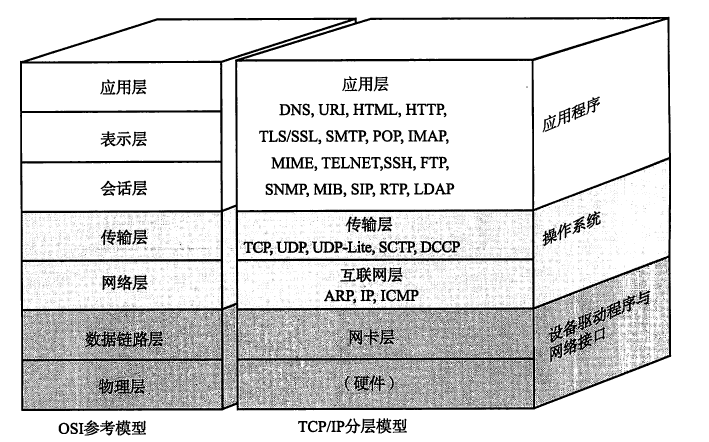 应用层
表示层
会话层
传输层
网络层
数据链路层
物理层
OSI参考模型
应用层
DNS, URI, HTML, HTTP,
TLS/SSL, SMTP, POP, IMAP,
MIME, TELNET,SSH, FTP,
SNMP, MIB, SIP, RTP, LDAP
传输层
TCP, UDP, UDP-Lite, SCTP, DCCP
互联网层
ARP, IP, ICMP
网卡层
（硬件）
TCP/IP分层模型
应用程序
操作系统
设备驱动程序与
网络接口